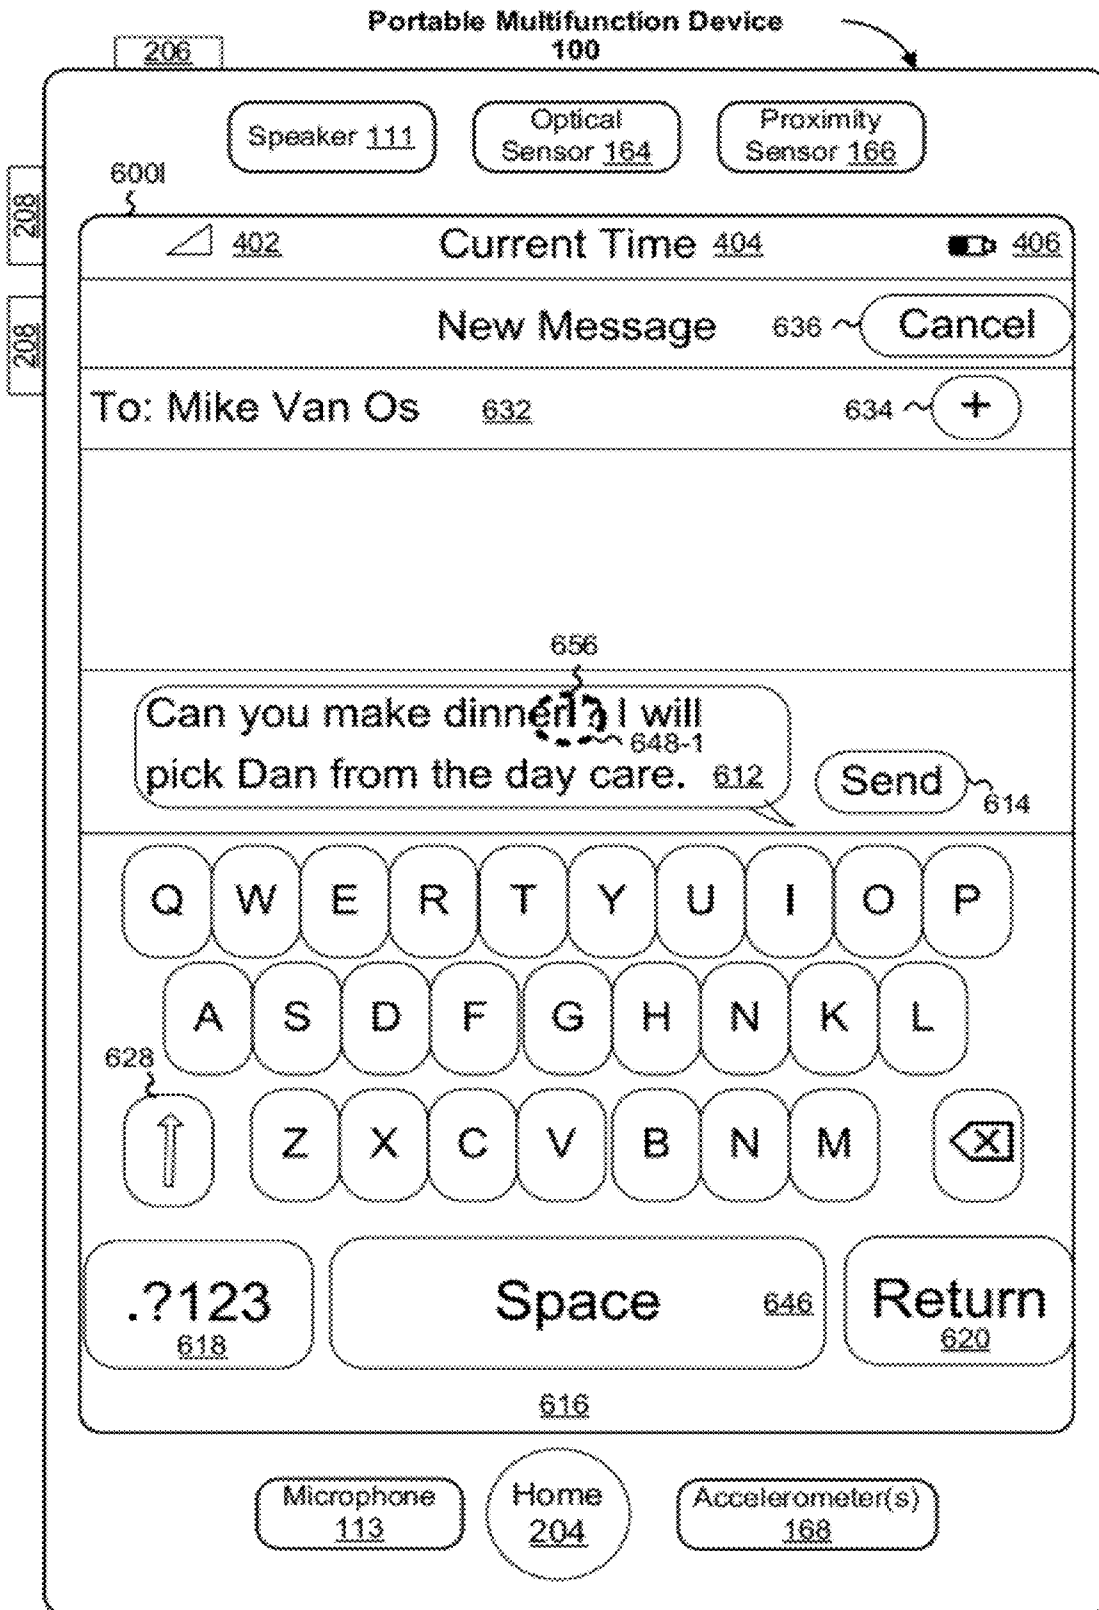 Portable Multifunction Device
100
206
Speaker 111
Optical
Sensor 164
Proximity
Sensor 166
208
208
600I
402
Current Time 404
406
New Message
636
Cancel
To: Mike Van Os 632
634
+
656
Can you make dinner ? I will
648-1
pick Dan from the day care. 612
Send
614
Q W E R T Y U I O P
A S D F G H N K L
628
Z X C V B N M
.?123
618
Space 646
Return
620
616
Microphone
113
Home
204
Accelerometer(s)
168